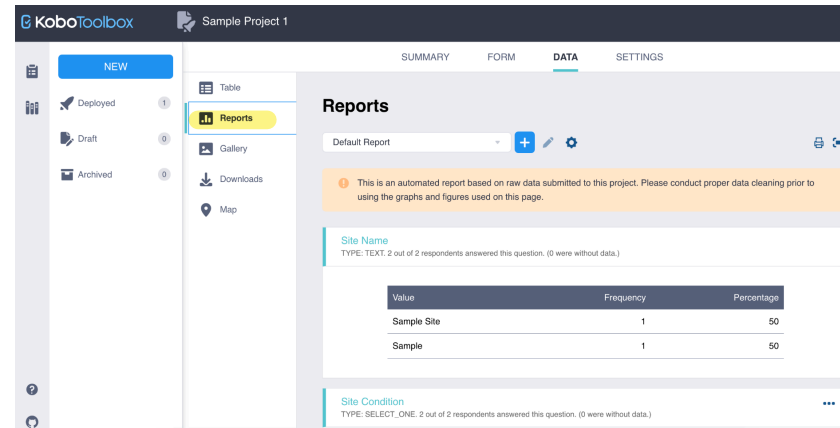 KoboToolbox
Sample Project 1
NEW
Deployed 1
Draft 0
Archived 0
SUMMARY FORM DATA SETTINGS
Table
Reports
Gallery
Downloads
Map
Reports
Default Report
This is an automated report based on raw data submitted to this project. Please conduct proper data cleaning prior to
using the graphs and figures used on this page.
Site Name
TYPE: TEXT. 2 out of 2 respondents answered this question. (0 were without data.)
Value Frequency Percentage
Sample Site 1 50
Sample 1 50
Site Condition
TYPE: SELECT_ONE. 2 out of 2 respondents answered this question. (0 were without data.)